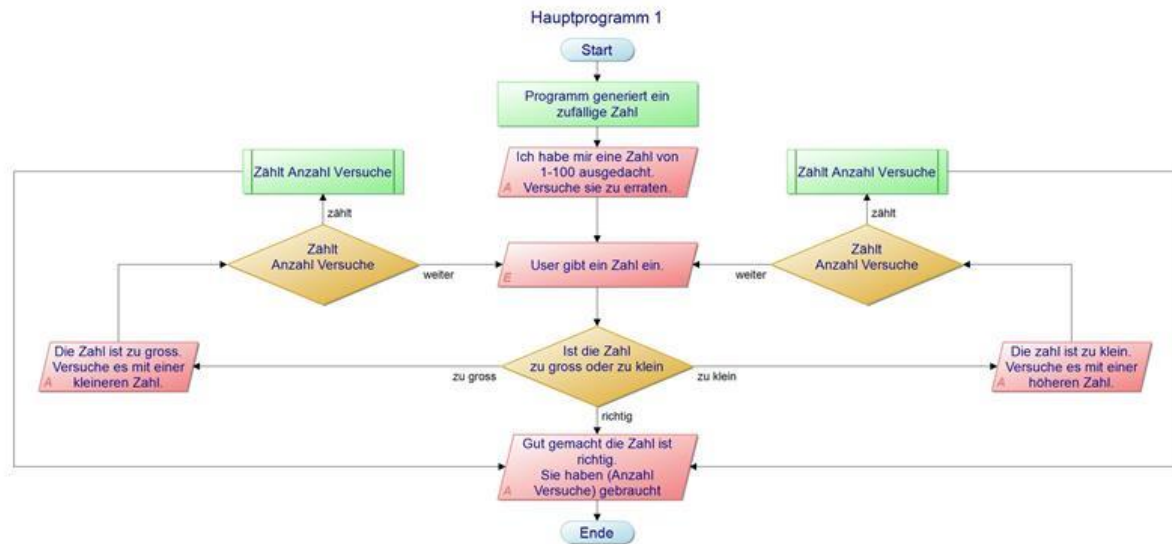 Hauptprogramm 1
Start
Programm generiert ein
zufällige Zahl
Ich habe mir eine Zahl von
1-100 ausgedacht.
Versuche sie zu erraten.
A
Zählt Anzahl Versuche
Zählt Anzahl Versuche
zählt
zählt
Zählt
Anzahl Versuche
weiter
User gibt ein Zahl ein.
E
weiter
Zählt
Anzahl Versuche
Die Zahl ist zu gross.
Versuche es mit einer
kleineren Zahl.
A
zu gross
Ist die Zahl
zu gross oder zu klein
zu klein
Die zahl ist zu klein.
Versuche es mit einer
höheren Zahl.
A
richtig
Gut gemacht die Zahl ist
richtig.
Sie haben (Anzahl
Versuche) gebraucht
A
Ende